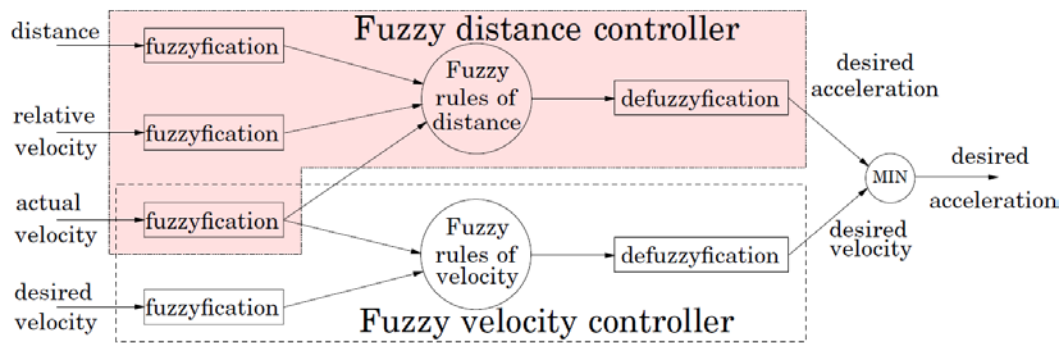 distance
fuzzyfication
Fuzzy distance controller
Fuzzy
rules of
distance
defuzzyfication
desired
acceleration
relative
velocity
fuzzyfication
MIN
desired
acceleration
actual
velocity
fuzzyfication
Fuzzy
rules of
velocity
defuzzyfication
desired
velocity
desired
velocity
fuzzyfication
Fuzzy velocity controller